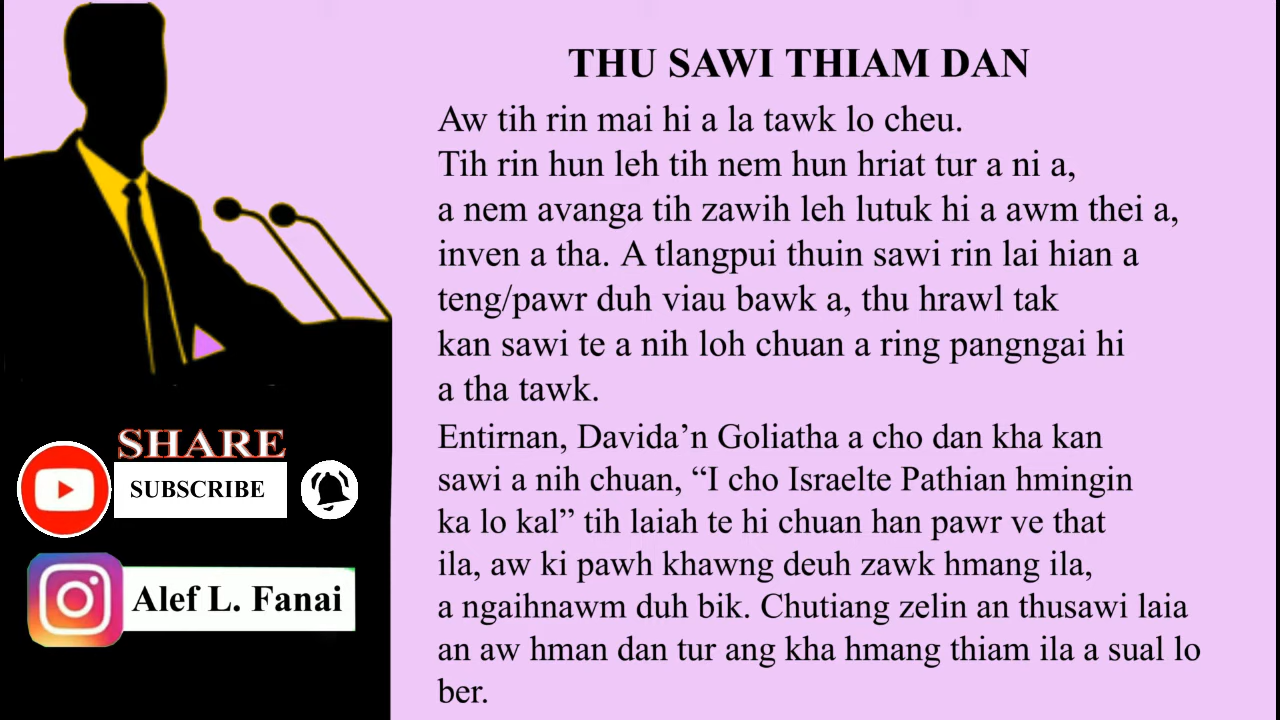 THU SAWI THIAM DAN
Aw tih rin mai hi a la tawk lo cheu.
Tih rin hun leh tih nem hun hriat tur a ni a,
a nem avanga tih zawih leh lutuk hi a awm thei a,
inven a tha. A tlangpui thuin sawi rin lai hian a
teng/pawr duh viau bawk a, thu hrawl tak
kan sawi te a nih loh chuan a ring pangngai hi
a tha tawk.
Entirnan, Davida’n Goliatha a cho dan kha kan
sawi a nih chuan, “I cho Israelte Pathian hmingin
ka lo kal” tih laiah te hi chuan han pawr ve that
ila, aw ki pawh khawng deuh zawk hmang ila,
a ngaihnawm duh bik. Chutiang zelin an thusawi laia
an aw hman dan tur ang kha hmang thiam ila a sual lo
ber.
SHARE
SUBSCRIBE
Alef L. Fanai